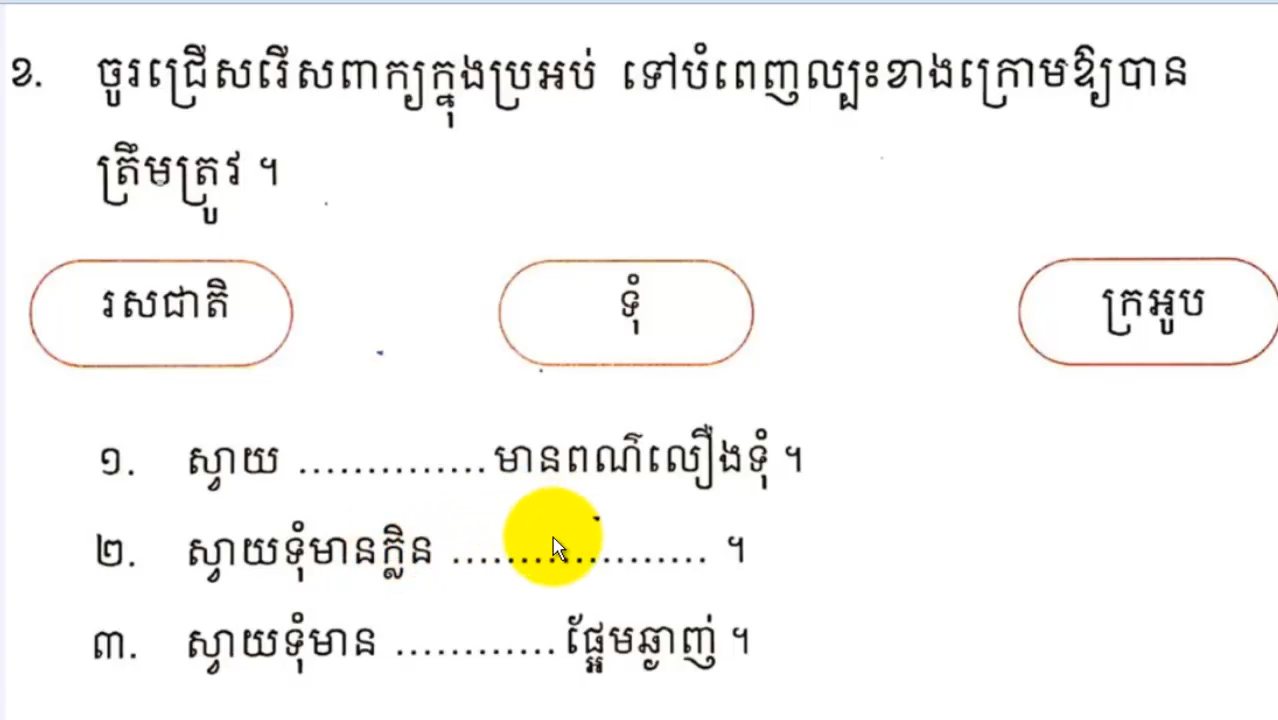 ខ. ចូរជ្រើសរើសពាក្យក្នុងប្រអប់ ទៅបំពេញល្បះខាងក្រោមឱ្យបាន
ត្រឹមត្រូវ ។
រសជាតិ ទុំ ក្រអូប
១. ស្វាយ ..............មានពណ៌លឿងទុំ ។
២. ស្វាយទុំមានក្លិន ................... ។
៣. ស្វាយទុំមាន ............ផ្អែមឆ្ងាញ់ ។